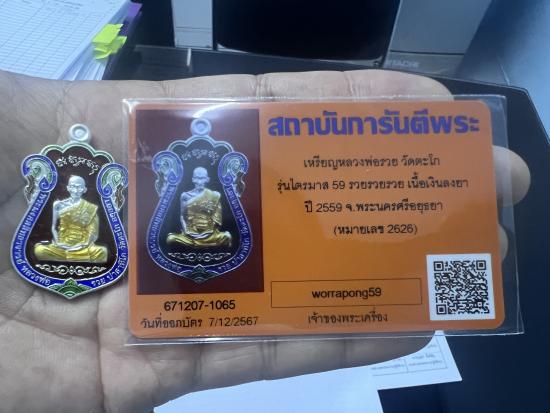 สถาบันการันตีพระ
เหรียญหลวงพ่อรวย วัดตะโก
รุ่นไตรมาส 59 รวยรวยรวย เนื้อเงินลงยา
ปี 2559 จ.พระนครศรีอยุธยา
(หมายเลข 2626)
671207-1065
วันที่ออกบัตร 7/12/2567
worrapong59
เจ้าของพระเครื่อง
HITACHI